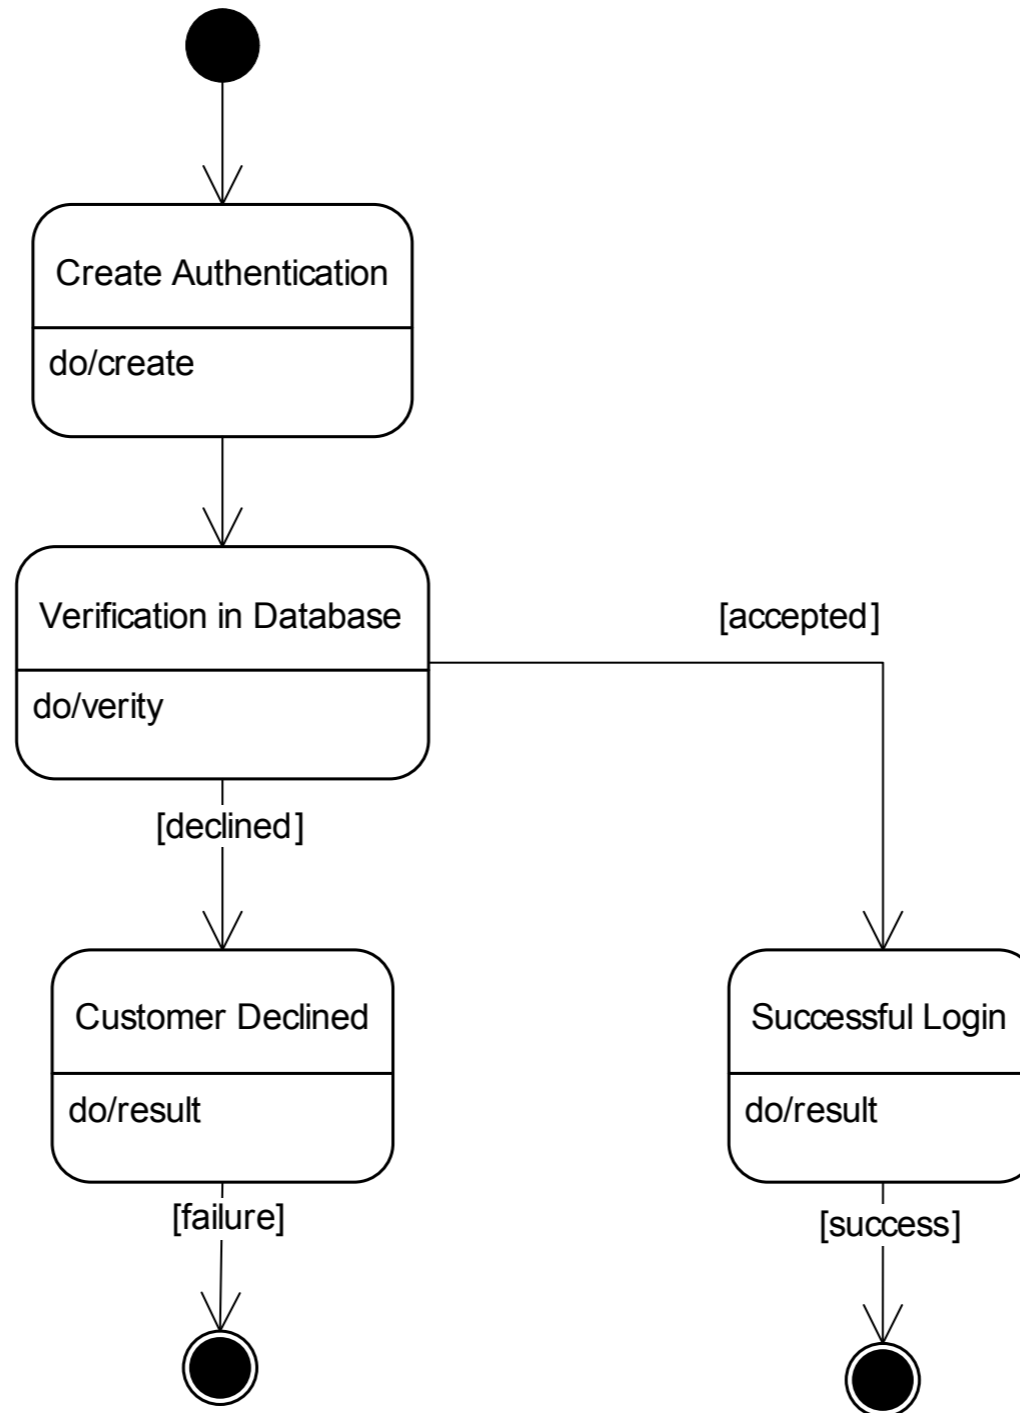 Create Authentication
do/create
Verification in Database
do/verity
[accepted]
[declined]
Customer Declined
do/result
[failure]
Successful Login
do/result
[success]